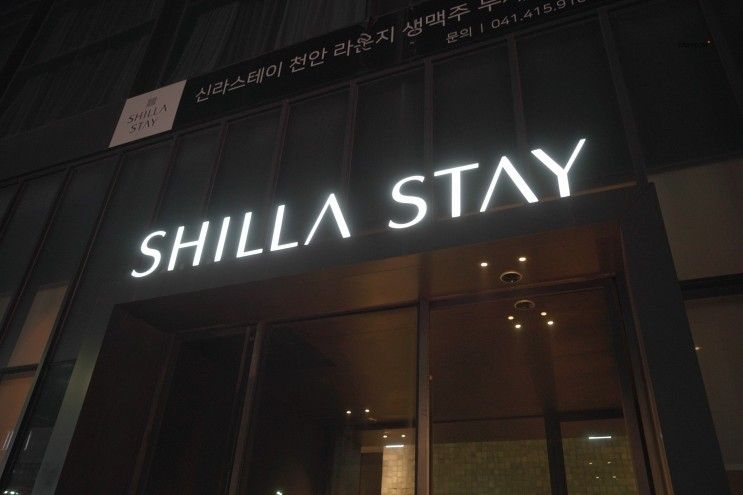 신라스테이 천안 라운지 생맥주
문의 | 041.415.910
SHILLA
STAY
SHILLA STAY